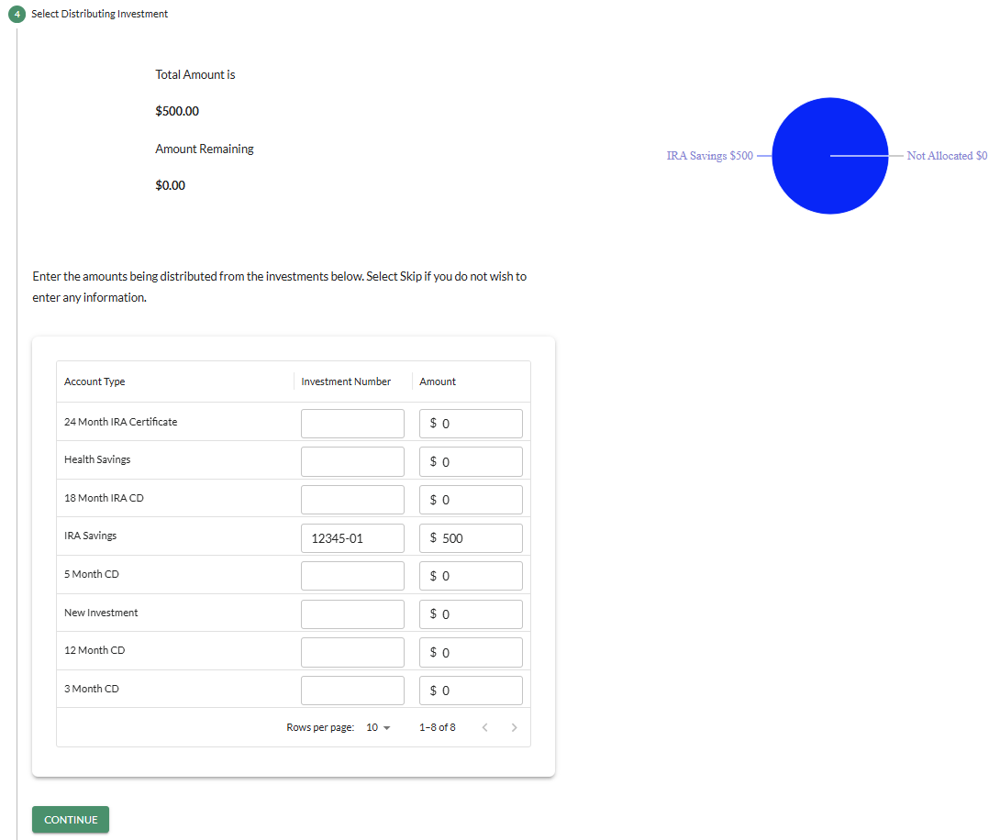 4 Select Distributing Investment
Total Amount is
$500.00
Amount Remaining
$0.00
IRA Savings $500
Not Allocated $0
Enter the amounts being distributed from the investments below. Select Skip if you do not wish to
enter any information.
Account Type Investment Number Amount
24 Month IRA Certificate $ 0
Health Savings $ 0
18 Month IRA CD $ 0
IRA Savings 12345-01 $ 500
5 Month CD $ 0
New Investment $ 0
12 Month CD $ 0
3 Month CD $ 0
Rows per page: 10 1–8 of 8
CONTINUE